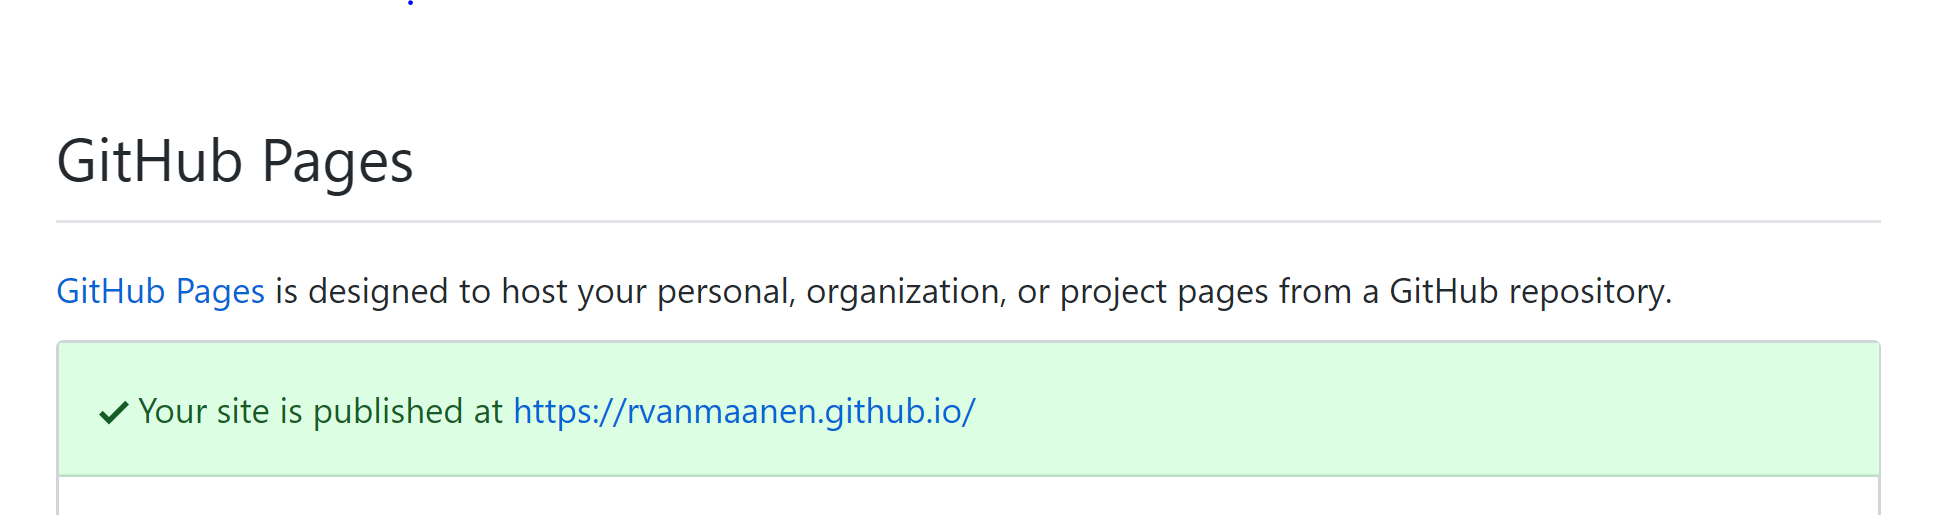 GitHub Pages
GitHub Pages is designed to host your personal, organization, or project pages from a GitHub repository.
✔ Your site is published at https://rvanmaanen.github.io/